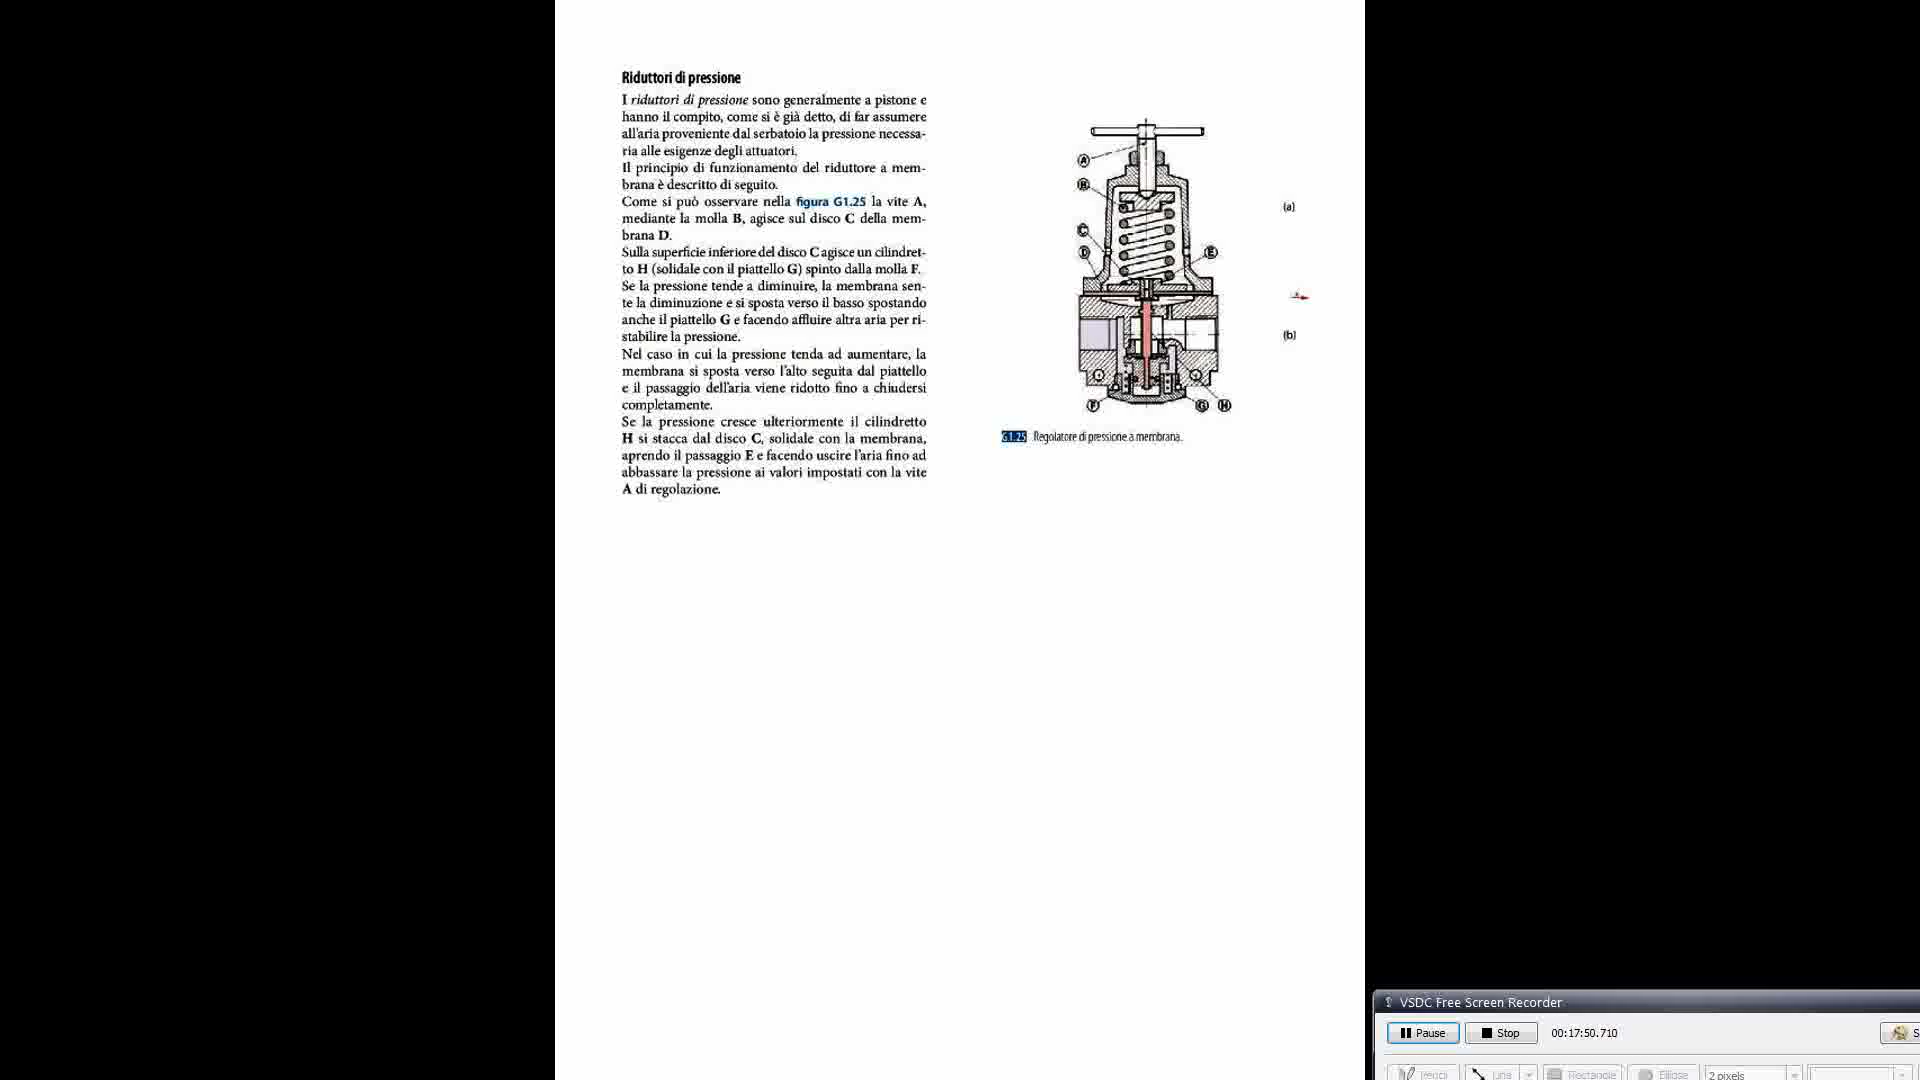 Riduttori di pressione
I riduttori di pressione sono generalmente a pistone e
hanno il compito, come si è già detto, di far assumere
all'aria proveniente dal serbatoio la pressione necessa-
ria alle esigenze degli attuatori.
Il principio di funzionamento del riduttore a mem-
brana è descritto di seguito.
Come si può osservare nella figura G1.25 la vite A,
mediante la molla B, agisce sul disco C della mem-
brana D.
Sulla superficie inferiore del disco C agisce un cilindret-
to H (solidale con il piattello G) spinto dalla molla F.
Se la pressione tende a diminuire, la membrana sen-
te la diminuzione e si sposta verso il basso spostando
anche il piattello G e facendo affluire altra aria per ri-
stabilire la pressione.
Nel caso in cui la pressione tenda ad aumentare, la
membrana si sposta verso l'alto seguita dal piattello
e il passaggio dell'aria viene ridotto fino a chiudersi
completamente.
Se la pressione cresce ulteriormente il cilindretto
H si stacca dal disco C, solidale con la membrana,
aprendo il passaggio E e facendo uscire l'aria fino ad
abbassare la pressione ai valori impostati con la vite
A di regolazione.
A
B
C
D
E
F
G
H
(a)
(b)
G1.25 Regolatore di pressione a membrana.
VSDC Free Screen Recorder
Pause
Stop
00:17:50.710
S
Line
Rectangle
Ellipse
2 pixels